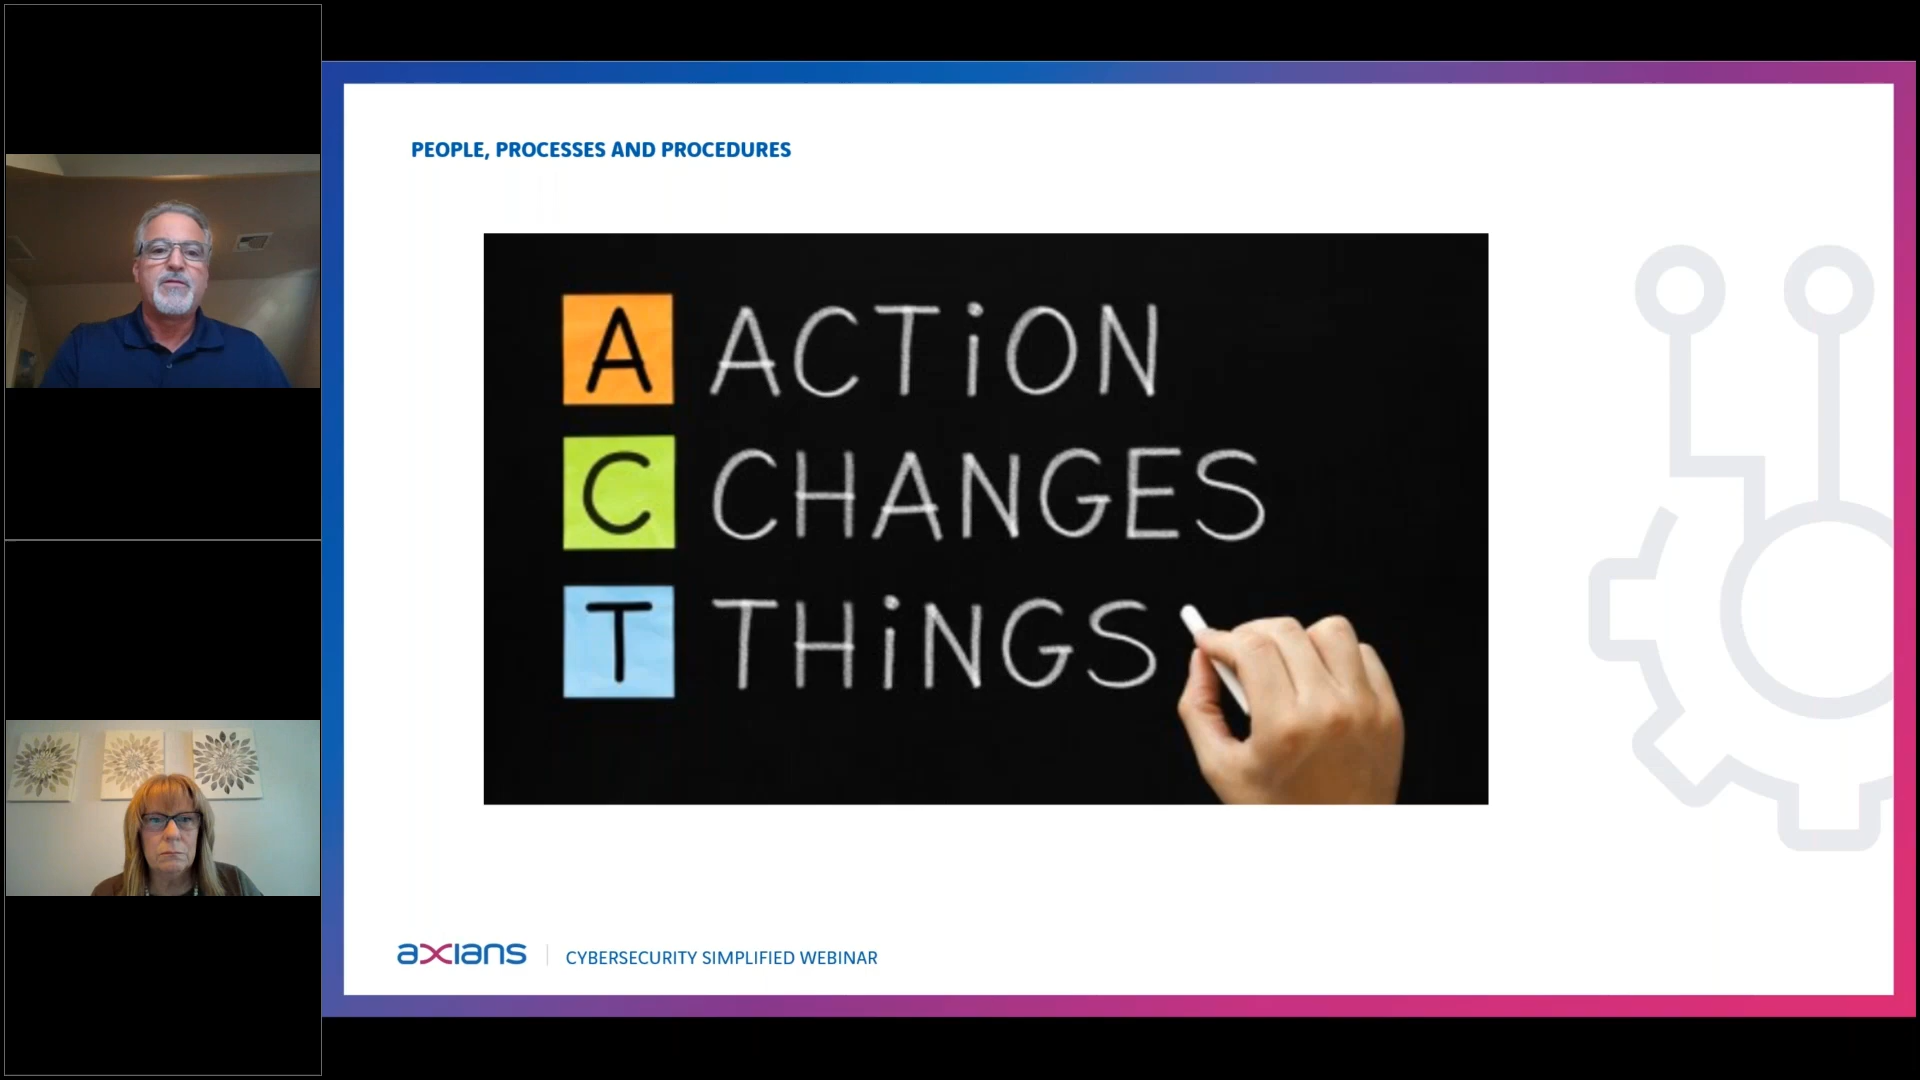 PEOPLE, PROCESSES AND PROCEDURES
A ACTiON
C CHANGES
T THiNGS
axians CYBERSECURITY SIMPLIFIED WEBINAR